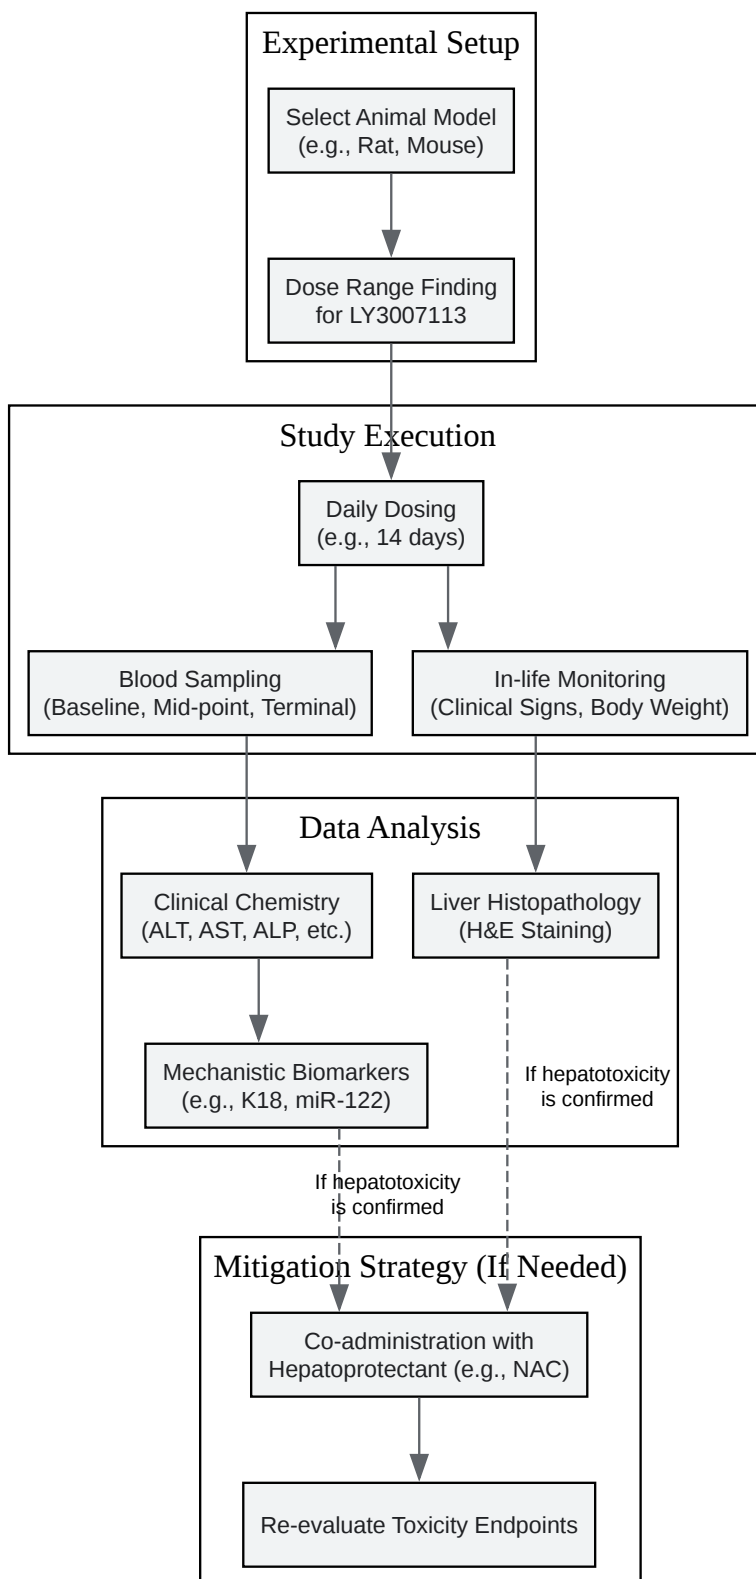 Experimental Setup
Select Animal Model
(e.g., Rat, Mouse)
Dose Range Finding
for LY3007113
Study Execution
Daily Dosing
(e.g., 14 days)
Blood Sampling
(Baseline, Mid-point, Terminal)
In-life Monitoring
(Clinical Signs, Body Weight)
Data Analysis
Clinical Chemistry
(ALT, AST, ALP, etc.)
Liver Histopathology
(H&E Staining)
Mechanistic Biomarkers
(e.g., K18, miR-122)
If hepatotoxicity
is confirmed
If hepatotoxicity
is confirmed
Mitigation Strategy (If Needed)
Co-administration with
Hepatoprotectant (e.g., NAC)
Re-evaluate Toxicity Endpoints